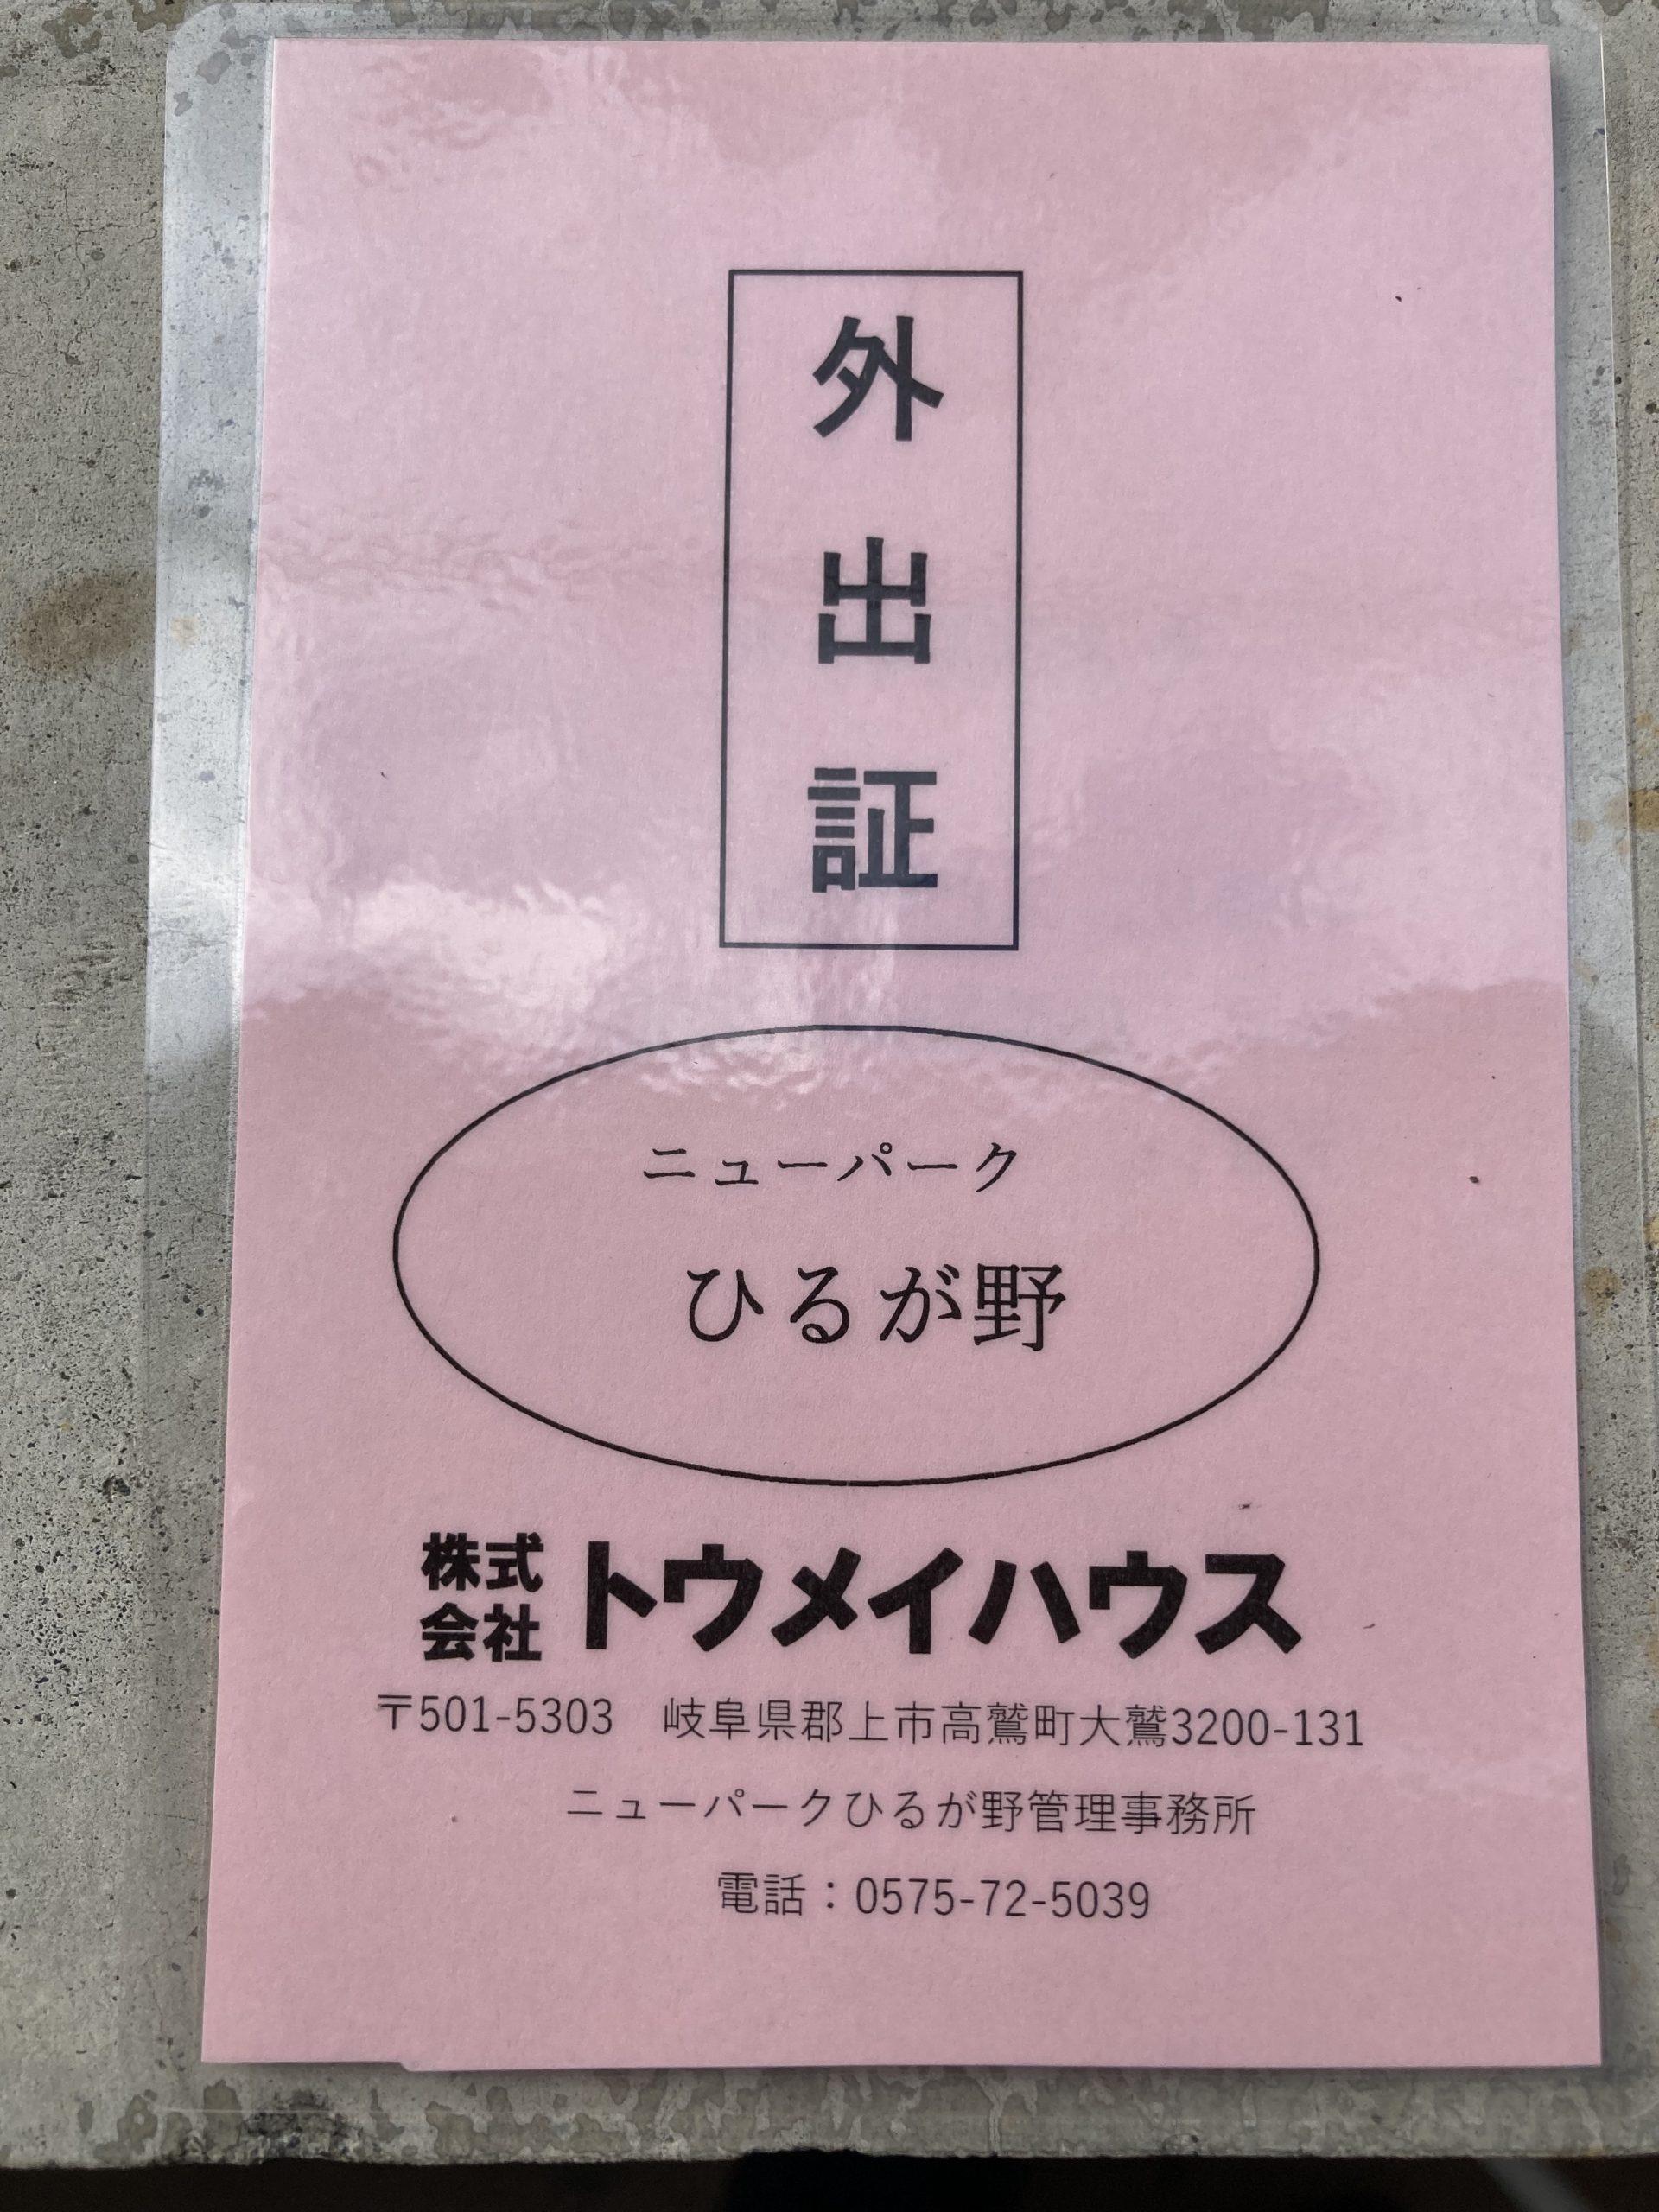 外出証
ニューパーク
ひるが野
株式会社 トウメイハウス
〒501-5303 岐阜県郡上市高鷲町大鷲3200-131
ニューパークひるが野管理事務所
電話：0575-72-5039